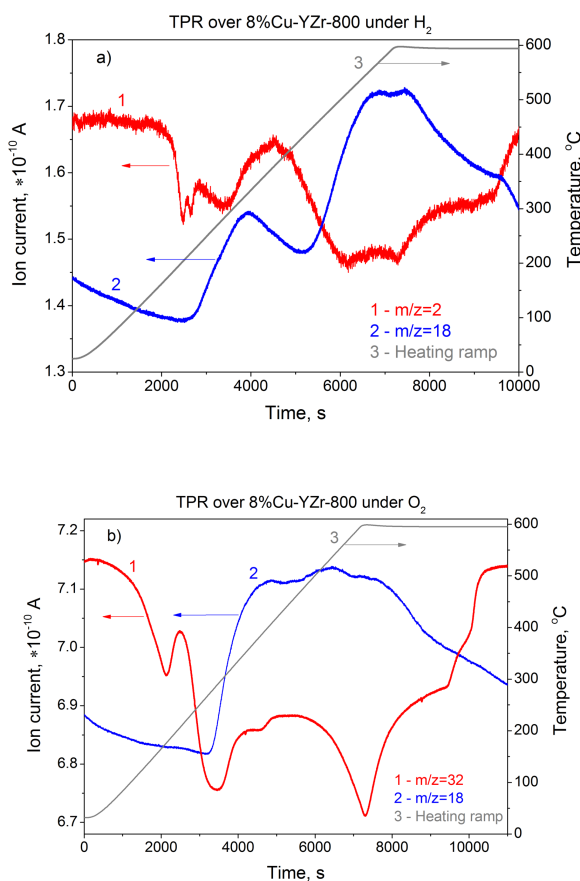 TPR over 8%Cu-YZr-800 under H₂
a)
1
2
3
1.8
1.7
1.6
1.5
1.4
1.3
Ion current, ∗10⁻¹⁰ A
600
500
400
300
200
100
0
Temperature, °C
1 - m/z=2
2 - m/z=18
3 - Heating ramp
0 2000 4000 6000 8000 10000
Time, s
TPR over 8%Cu-YZr-800 under O₂
b)
1
2
3
7.2
7.1
7.0
6.9
6.8
6.7
Ion current, ∗10⁻¹⁰ A
600
500
400
300
200
100
0
Temperature, °C
1 - m/z=32
2 - m/z=18
3 - Heating ramp
0 2000 4000 6000 8000 10000
Time, s